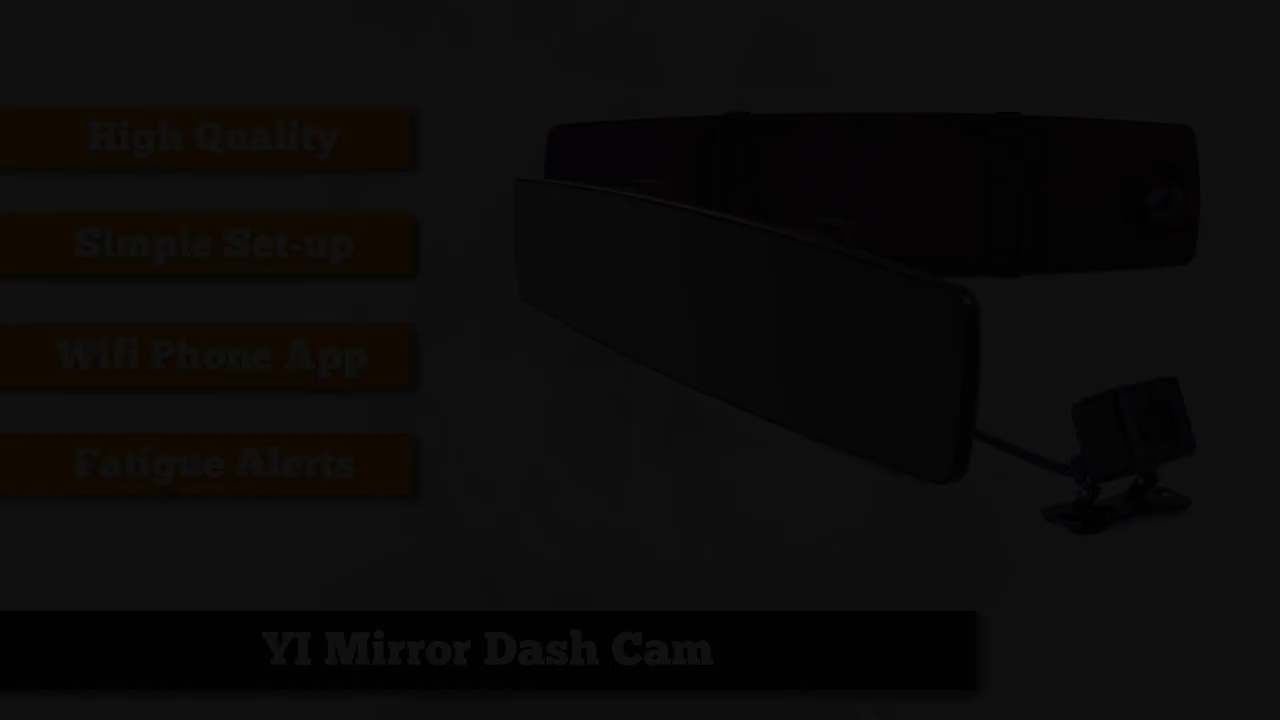 High Quality
Simple Set-up
Wifi Phone App
Fatigue Alerts
YI Mirror Dash Cam